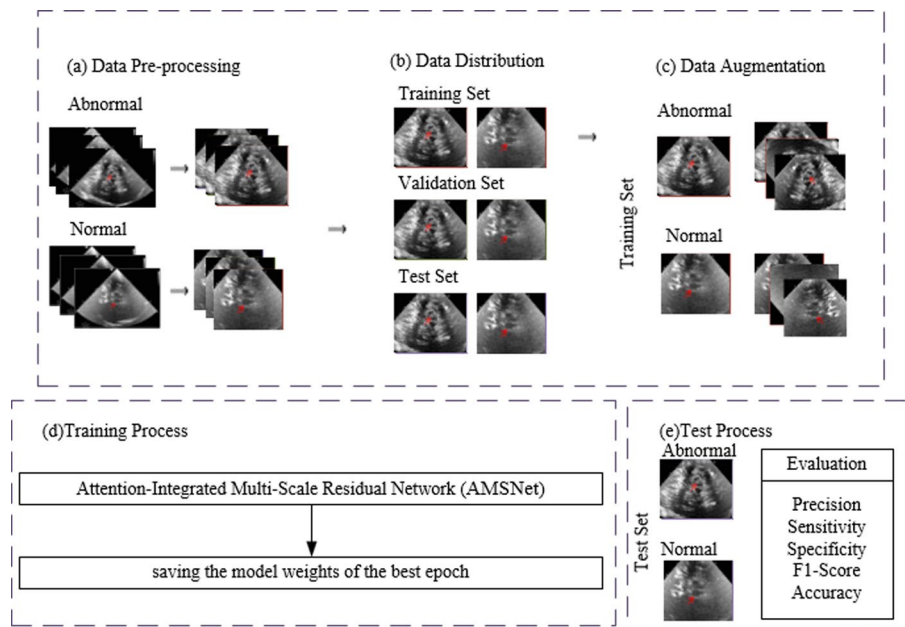 (a) Data Pre-processing
Abnormal
Normal
(b) Data Distribution
Training Set
Validation Set
Test Set
(c) Data Augmentation
Abnormal
Training Set
Normal
(d)Training Process
Attention-Integrated Multi-Scale Residual Network (AMSNet)
saving the model weights of the best epoch
(e)Test Process
Abnormal
Test Set
Normal
Evaluation
Precision
Sensitivity
Specificity
F1-Score
Accuracy